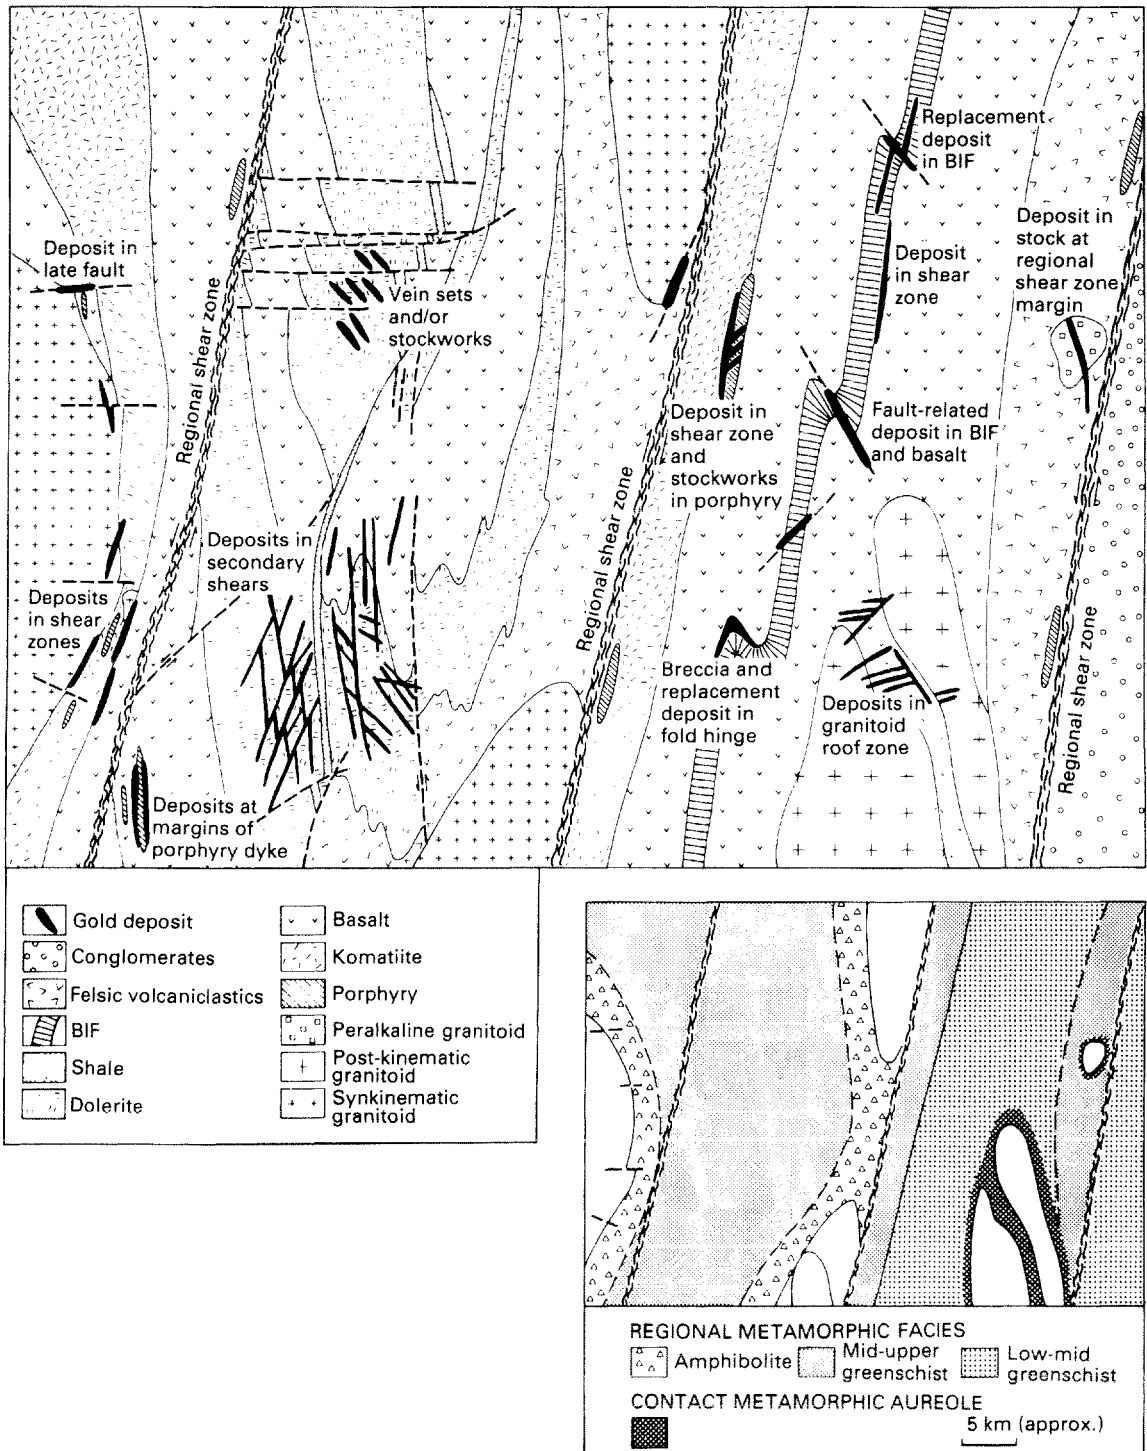 Replacement
deposit
in BIF
Deposit in
late fault
Regional shear zone
Vein sets
and/or
stockworks
Deposit
in shear
zone
Deposit in
stock at
regional
shear zone
margin
Deposit in
shear zone
and
stockworks
in porphyry
Fault-related
deposit in BIF
and basalt
Regional shear zone
Deposits in
secondary
shears
Deposits
in shear
zones
Breccia and
replacement
deposit in
fold hinge
Deposits in
granitoid
roof zone
Regional shear zone
Deposits at
margins of
porphyry dyke
Gold deposit
Conglomerates
Felsic volcaniclastics
BIF
Shale
Dolerite
Basalt
Komatiite
Porphyry
Peralkaline granitoid
Post-kinematic
granitoid
Synkinematic
granitoid
REGIONAL METAMORPHIC FACIES
Amphibolite
Mid-upper
greenschist
Low-mid
greenschist
CONTACT METAMORPHIC AUREOLE
5 km (approx.)